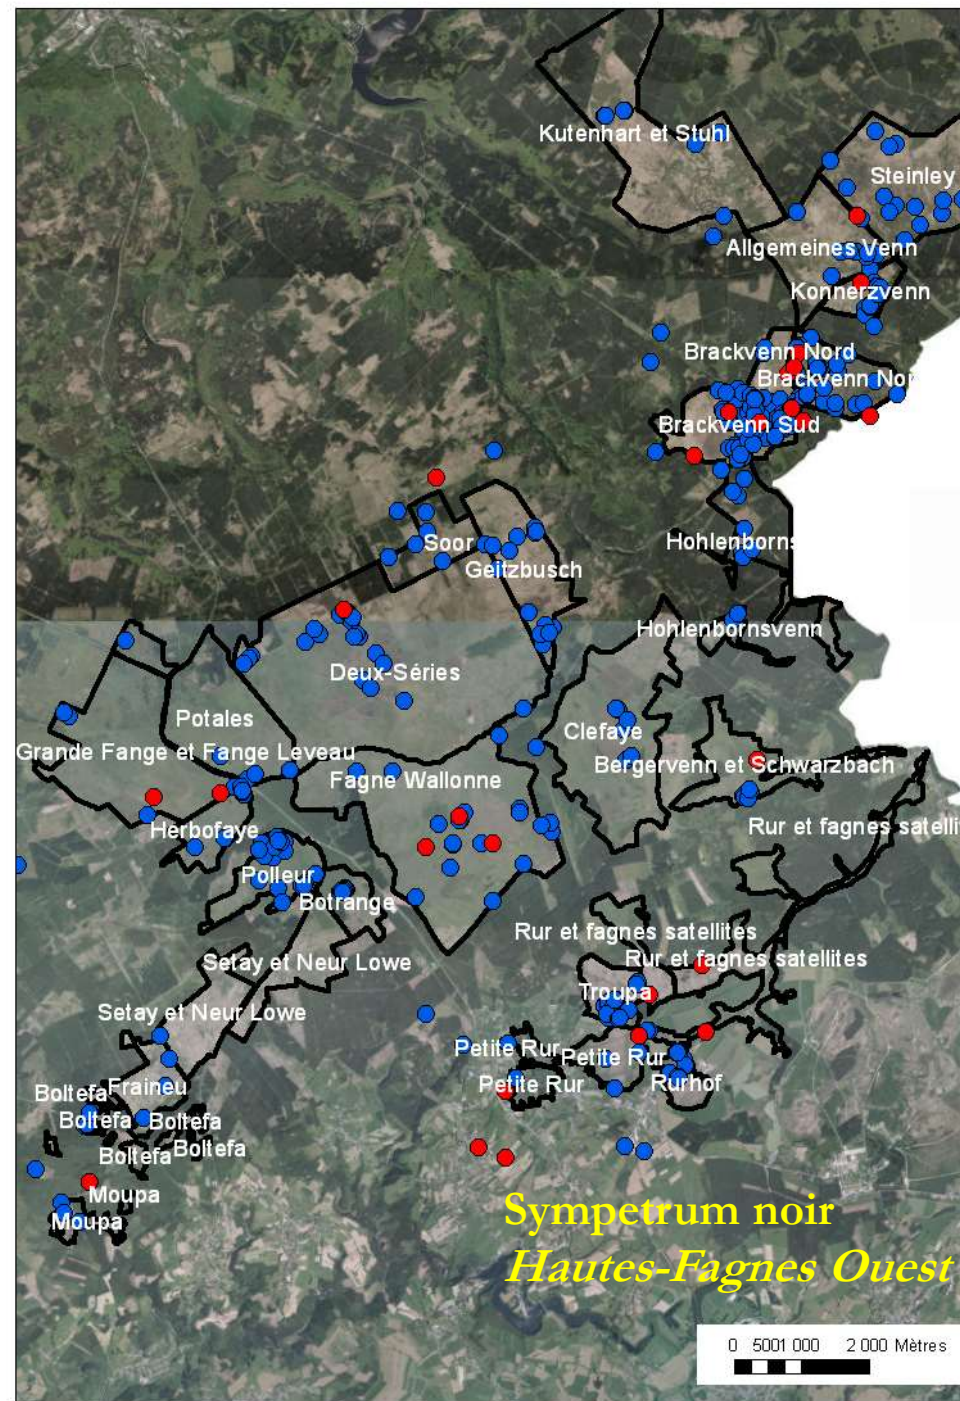 Kutenhart et Stuhl
Steinley
Allgemeines Venn
Konnerzvenn
Brackvenn Nord
Brackvenn Nor
Brackvenn Sud
Soor
Hohlenborns
Geitzbusch
Hohlenbornsvenn
Deux-Séries
Potales
Clefaye
Grande Fange et Fange Leveau
Bergervenn et Schwarzbach
Fagne Wallonne
Herbofaye
Rur et fagnes satellit
Polleur
Botrange
Rur et fagnes satellites
Rur et fagnes satellites
Setay et Neur Lowe
Troupa
Setay et Neur Lowe
Petite Rur
Petite Rur
Petite Rur
Rurhof
Fraineu
Boltefa
Boltefa
Boltefa
Boltefa
Boltefa
Moupa
Moupa
Sympetrum noir
Hautes-Fagnes Ouest
0 500 1 000 2 000 Mètres